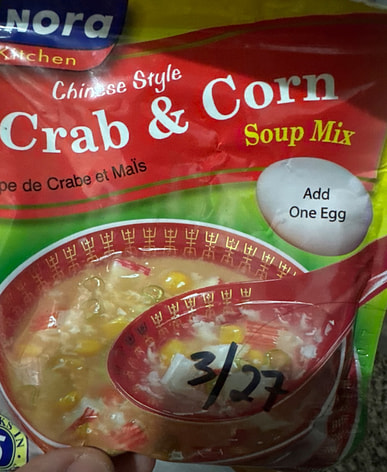 Nora
Kitchen
Chinese Style
Crab & Corn
Soup Mix
pe de Crabe et Maïs
Add
One Egg
3/27